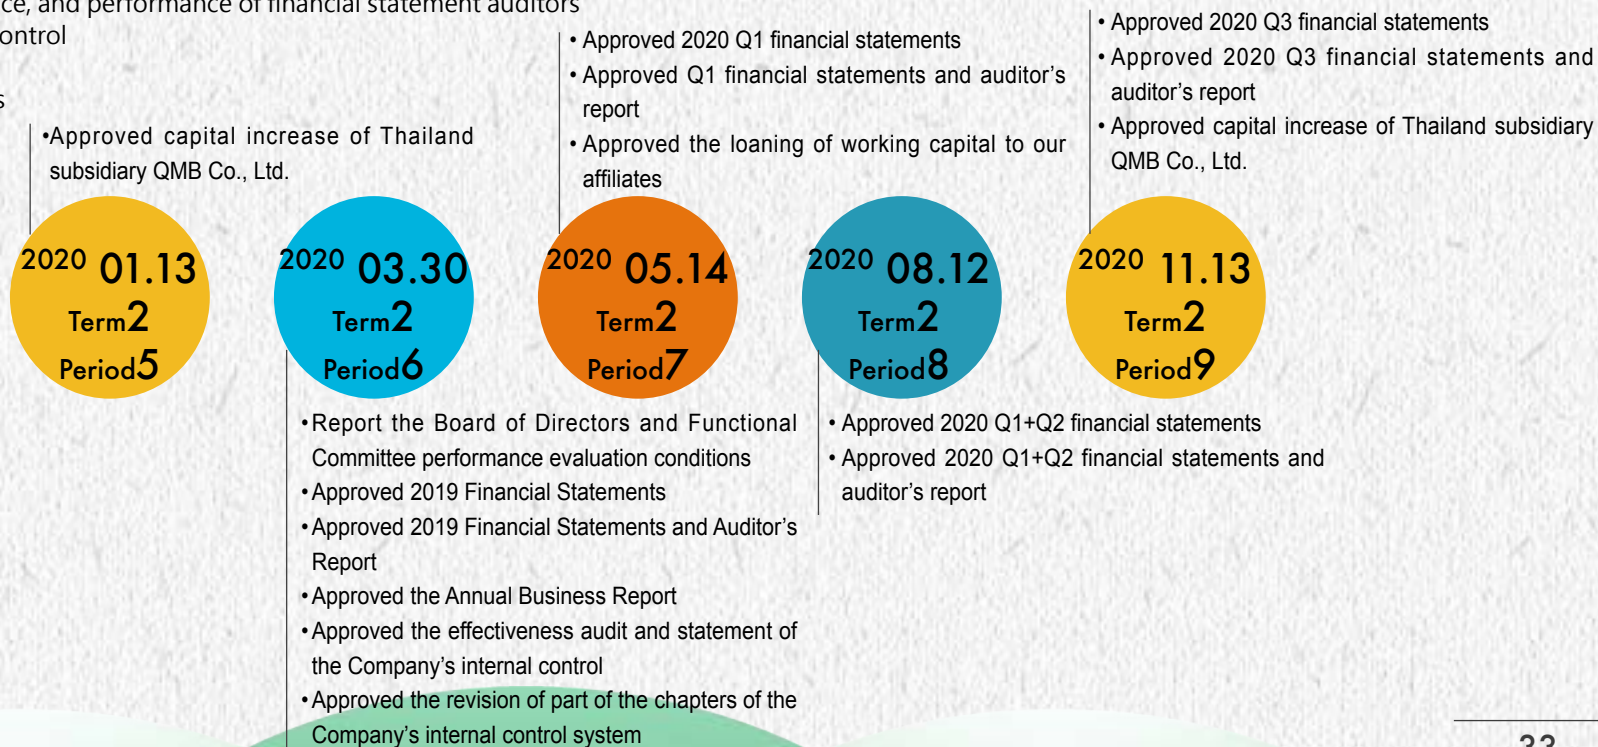 and performance of financial statement auditors
• Approved capital increase of Thailand
subsidiary QMB Co., Ltd.
• Approved 2020 Q1 financial statements
• Approved Q1 financial statements and auditor’s
report
• Approved the loaning of working capital to our
affiliates
• Approved 2020 Q3 financial statements
• Approved 2020 Q3 financial statements and
auditor’s report
• Approved capital increase of Thailand subsidiary
QMB Co., Ltd.
2020 01.13
Term2
Period5
2020 03.30
Term2
Period6
2020 05.14
Term2
Period7
2020 08.12
Term2
Period8
2020 11.13
Term2
Period9
• Report the Board of Directors and Functional
Committee performance evaluation conditions
• Approved 2019 Financial Statements
• Approved 2019 Financial Statements and Auditor’s
Report
• Approved the Annual Business Report
• Approved the effectiveness audit and statement of
the Company’s internal control
• Approved the revision of part of the chapters of the
Company’s internal control system
• Approved 2020 Q1+Q2 financial statements
• Approved 2020 Q1+Q2 financial statements and
auditor’s report
33